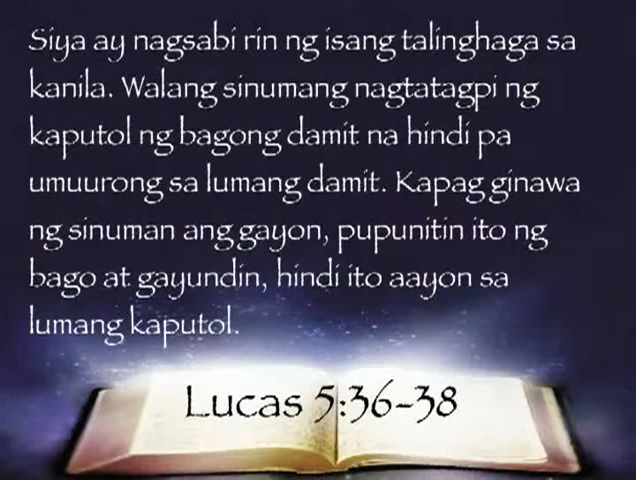 Siya ay nagsabi rin ng isang talinghaga sa
kanila. Walang sinumang nagtatagpi ng
kaputol ng bagong damit na hindi pa
umuurong sa lumang damit. Kapag ginawa
ng sinuman ang gayon, pupunitin ito ng
bago at gayundin, hindi ito aayon sa
lumang kaputol.
Lucas 5:36-38